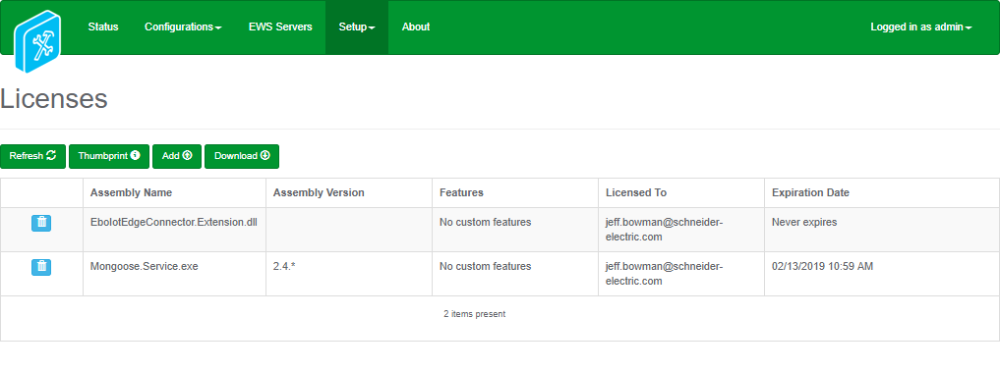 Status Configurations EWS Servers Setup About Logged in as admin
Licenses
Refresh Thumbprint Add Download
Assembly Name Assembly Version Features Licensed To Expiration Date
EboIotEdgeConnector.Extension.dll No custom features jeff.bowman@schneider-
electric.com Never expires
Mongoose.Service.exe 2.4.* No custom features jeff.bowman@schneider-
electric.com 02/13/2019 10:59 AM
2 items present